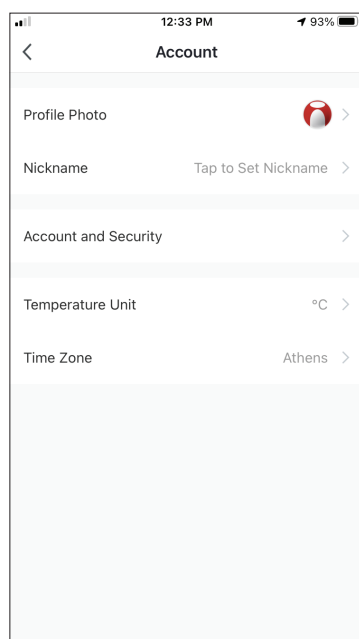 12:33 PM 93%
Account
Profile Photo
Nickname Tap to Set Nickname
Account and Security
Temperature Unit °C
Time Zone Athens